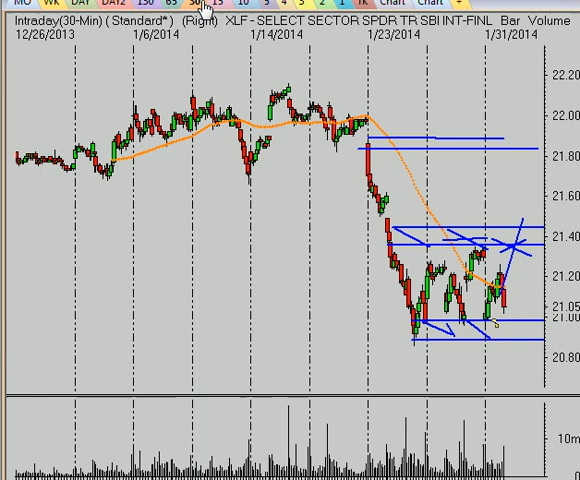 MO WK DAY DAY2 130 65 30 15 10 5 4 3 2 1 TK Chart Chart +
Intraday(30-Min) ( Standard* ) (Right) XLF - SELECT SECTOR SPDR TR SBI INT-FINL Bar Volume
12/26/2013 1/6/2014 1/14/2014 1/23/2014 1/31/2014
22.20
22.00
21.80
21.60
21.40
21.20
21.05
21.00
20.80
10m
0